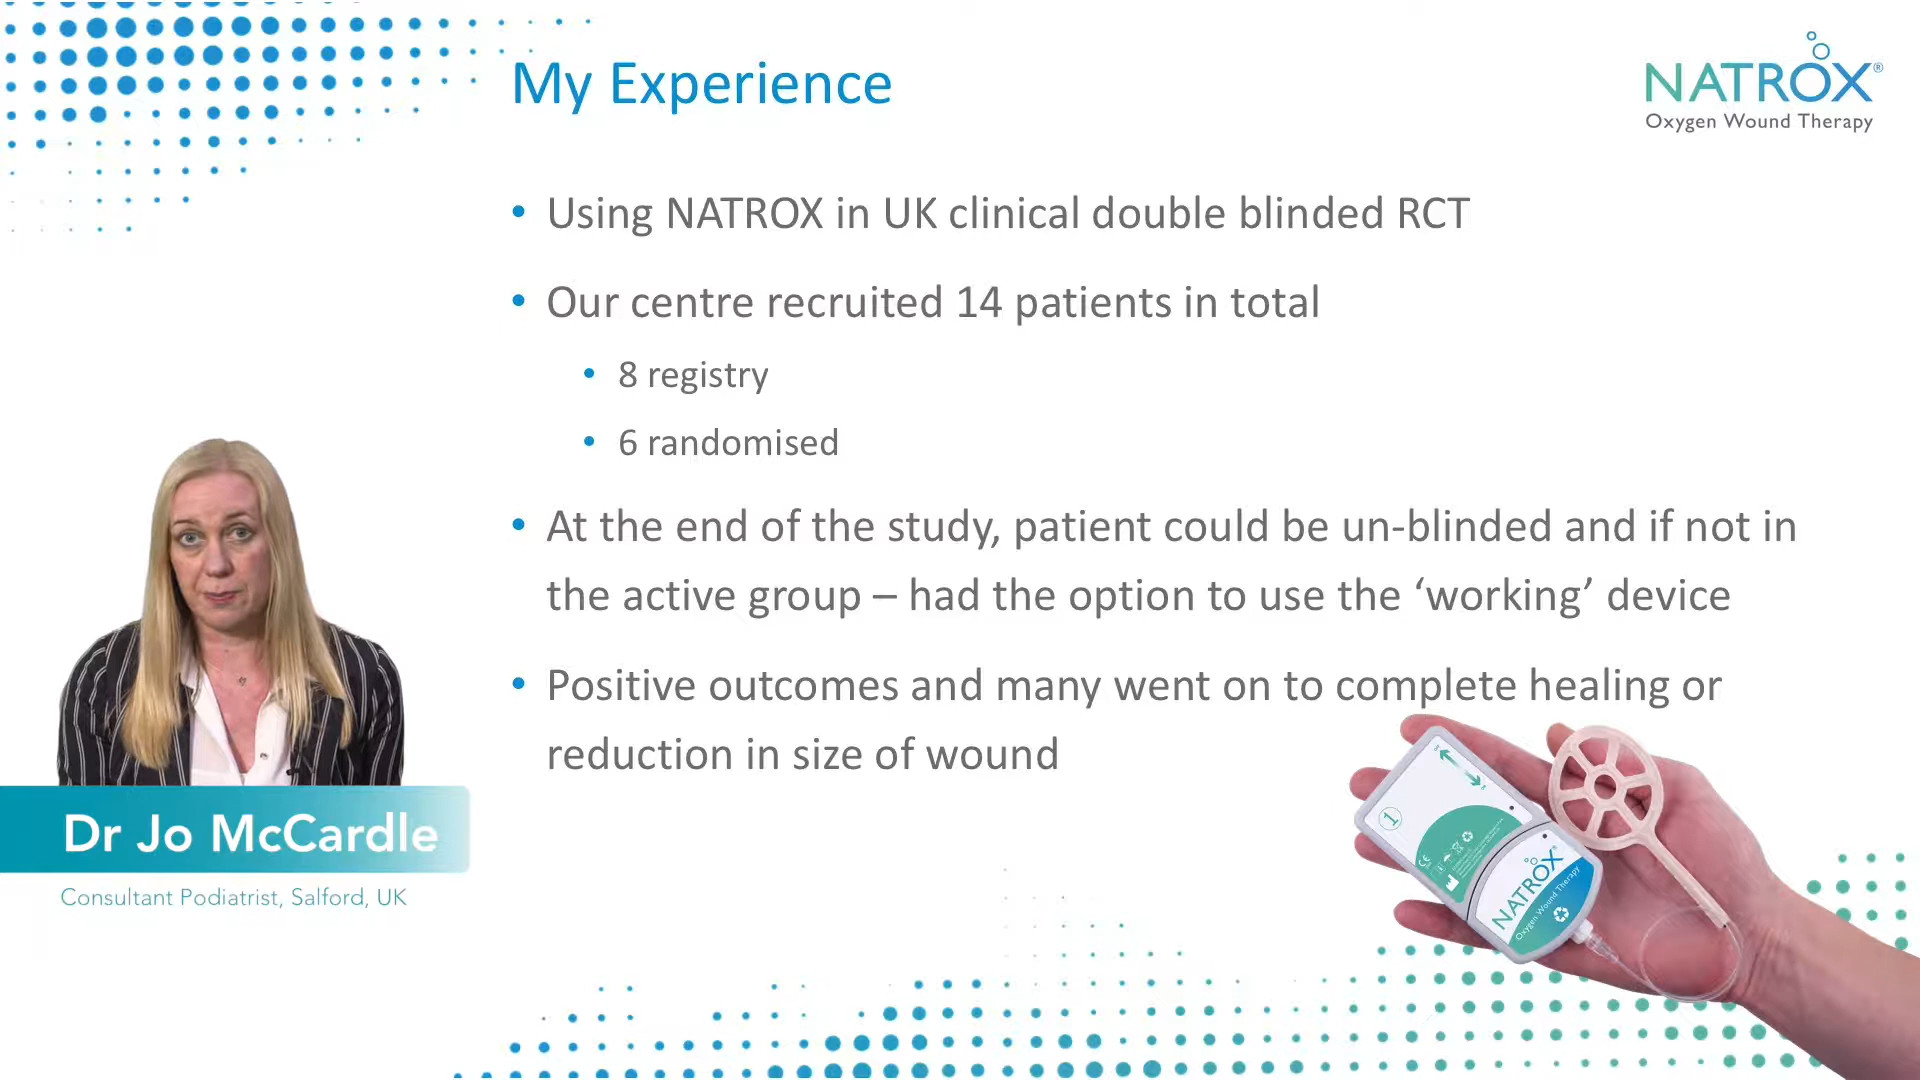 My Experience
NATROX®
Oxygen Wound Therapy
• Using NATROX in UK clinical double blinded RCT
• Our centre recruited 14 patients in total
• 8 registry
• 6 randomised
• At the end of the study, patient could be un-blinded and if not in
the active group – had the option to use the ‘working’ device
• Positive outcomes and many went on to complete healing or
reduction in size of wound
Dr Jo McCardle
Consultant Podiatrist, Salford, UK
1
CE
NATROX®
Oxygen Wound Therapy